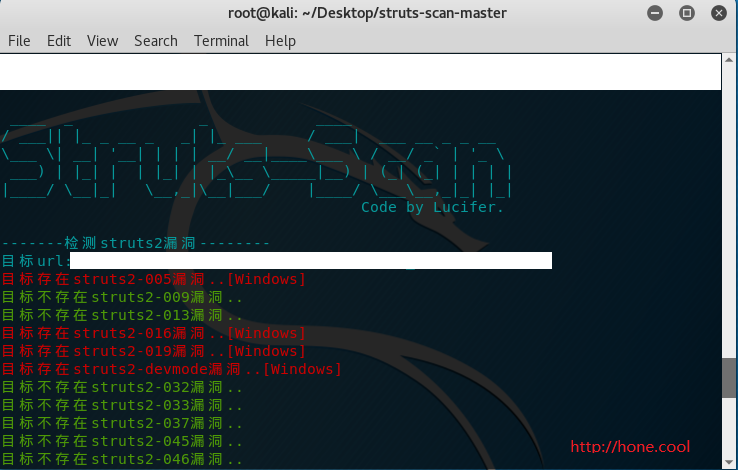 root@kali: ~/Desktop/struts-scan-master
File Edit View Search Terminal Help
Struts-Scan
Code by Lucifer.
-------检测struts2漏洞--------
目标url:
目标存在struts2-005漏洞..[Windows]
目标不存在struts2-009漏洞..
目标不存在struts2-013漏洞..
目标存在struts2-016漏洞..[Windows]
目标存在struts2-019漏洞..[Windows]
目标存在struts2-devmode漏洞..[Windows]
目标不存在struts2-032漏洞..
目标不存在struts2-033漏洞..
目标不存在struts2-037漏洞..
目标不存在struts2-045漏洞..
目标不存在struts2-046漏洞..
http://hone.cool